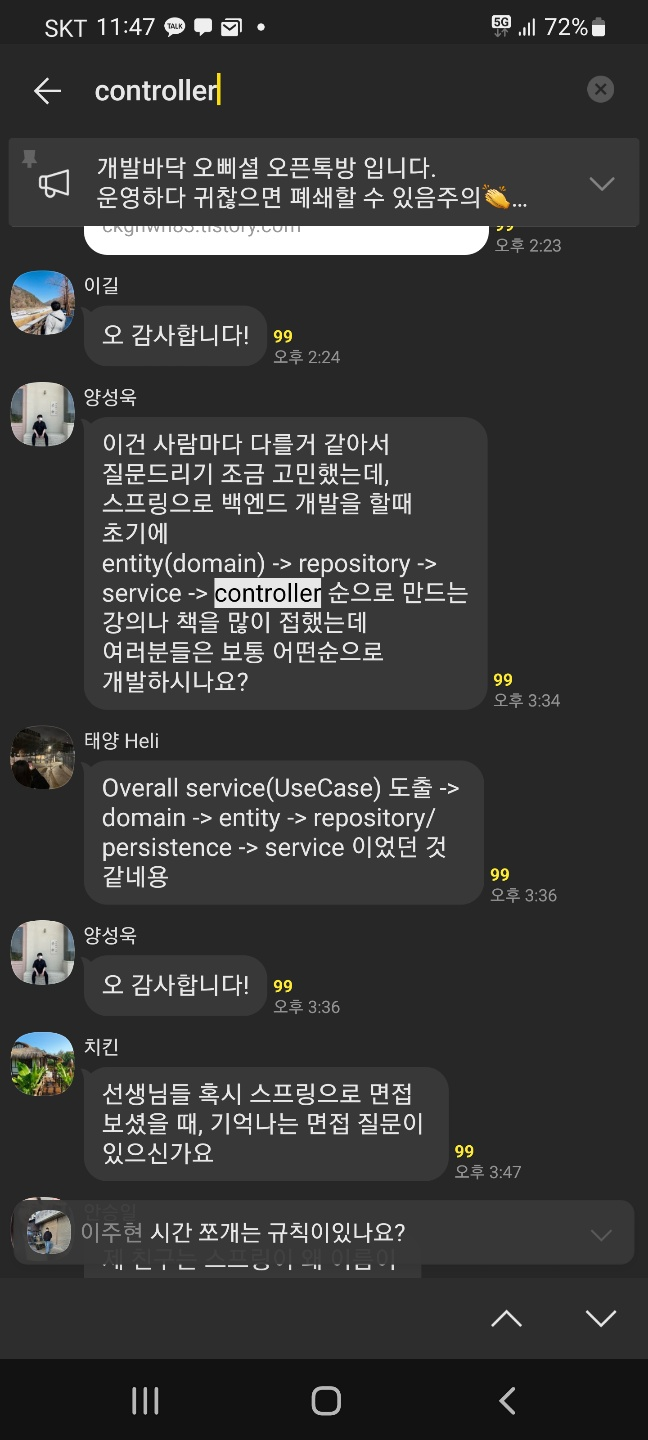 SKT 11:47 TALK 5G 72%
controller
개발바닥 오삐셜 오픈톡방 입니다.
운영하다 귀찮으면 폐쇄할 수 있음주의👏...
99
오후 2:23
이길
오 감사합니다!
99
오후 2:24
양성욱
이건 사람마다 다를거 같아서
질문드리기 조금 고민했는데,
스프링으로 백엔드 개발을 할때
초기에
entity(domain) -> repository ->
service -> controller 순으로 만드는
강의나 책을 많이 접했는데
여러분들은 보통 어떤순으로
개발하시나요?
99
오후 3:34
태양 Heli
Overall service(UseCase) 도출 ->
domain -> entity -> repository/
persistence -> service 이었던 것
같네용
99
오후 3:36
양성욱
오 감사합니다!
99
오후 3:36
치킨
선생님들 혹시 스프링으로 면접
보셨을 때, 기억나는 면접 질문이
있으신가요
99
오후 3:47
이주현 시간 쪼개는 규칙이있나요?
제 친구는 스프링이 왜 이름이